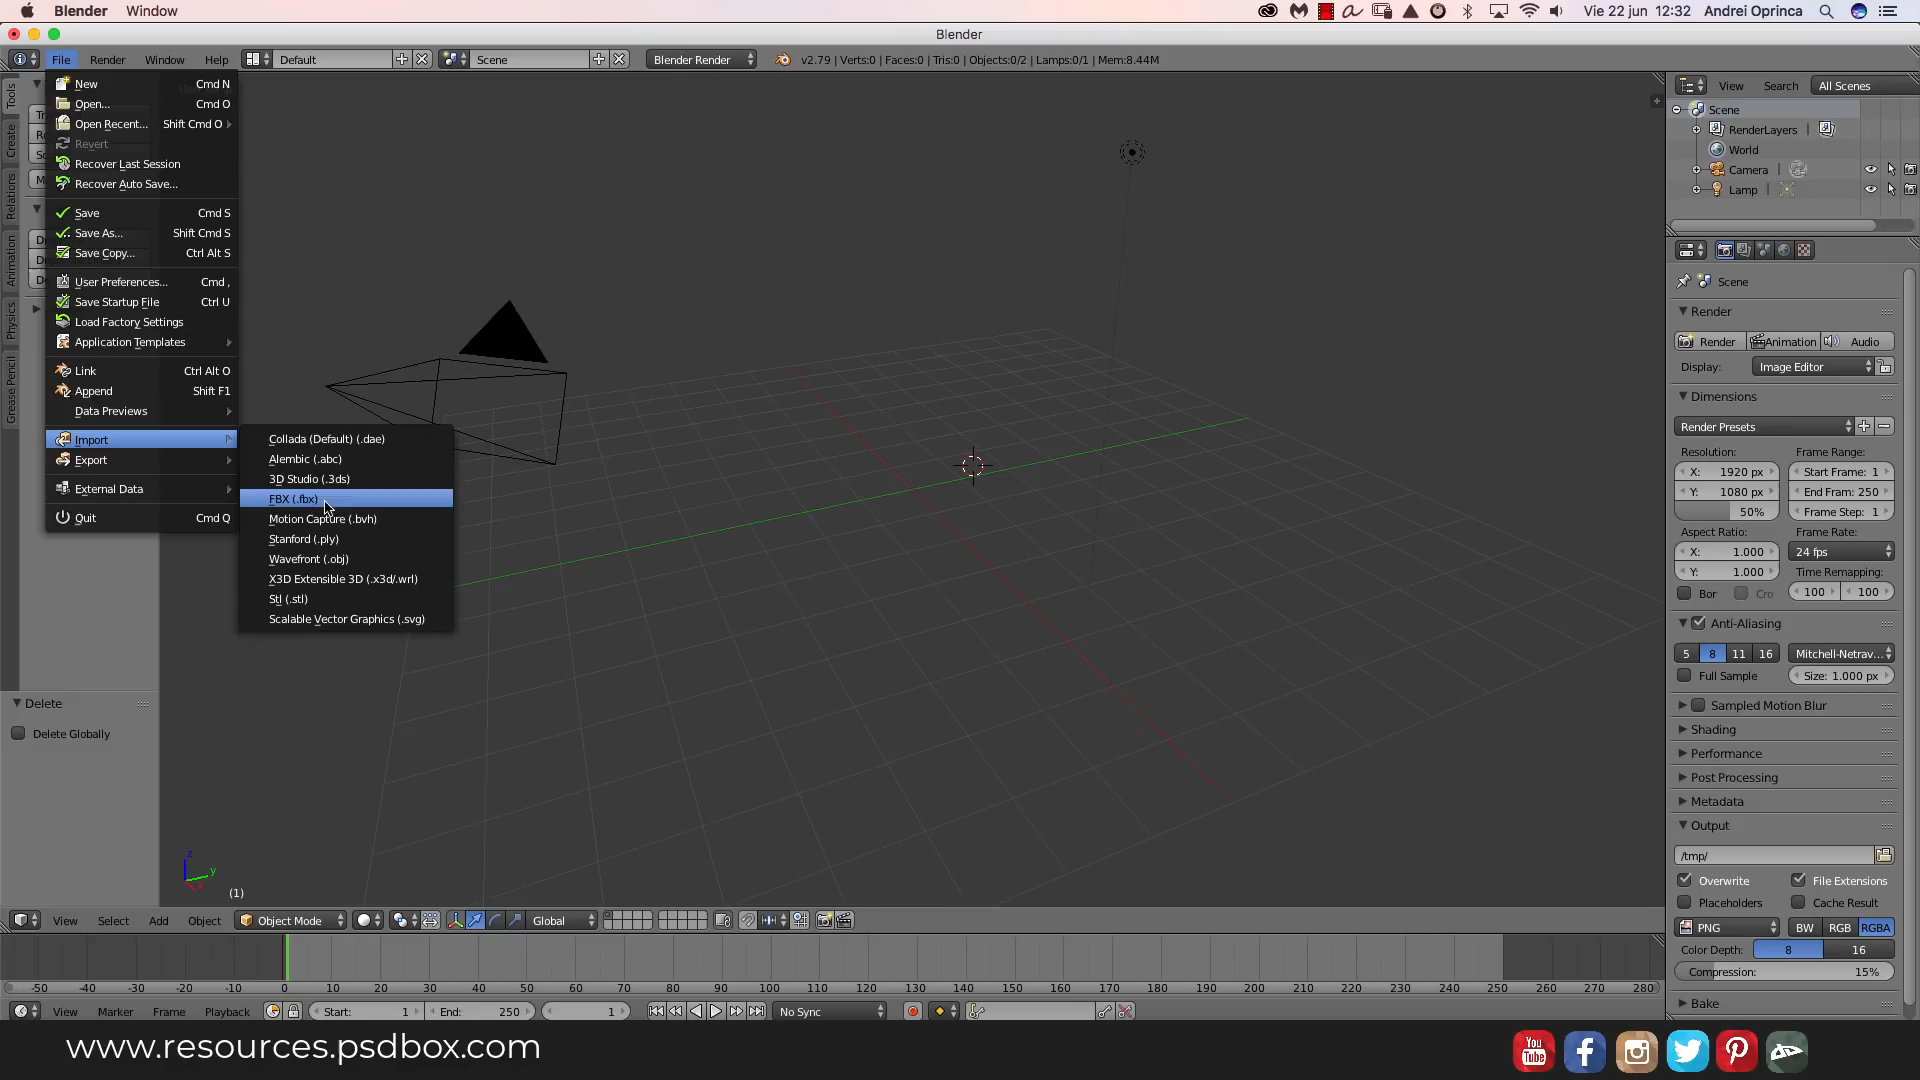 Blender Window Vie 22 jun 12:32 Andrei Oprinca
Blender
File Render Window Help Default Scene Blender Render v2.79 | Verts:0 | Faces:0 | Tris:0 | Objects:0/2 | Lamps:0/1 | Mem:8.44M
New Cmd N
Open... Cmd O
Open Recent... Shift Cmd O
Revert
Recover Last Session
Recover Auto Save...
Save Cmd S
Save As... Shift Cmd S
Save Copy... Ctrl Alt S
User Preferences... Cmd ,
Save Startup File Ctrl U
Load Factory Settings
Application Templates
Link Ctrl Alt O
Append Shift F1
Data Previews
Import
Export
External Data
Quit Cmd Q
Collada (Default) (.dae)
Alembic (.abc)
3D Studio (.3ds)
FBX (.fbx)
Motion Capture (.bvh)
Stanford (.ply)
Wavefront (.obj)
X3D Extensible 3D (.x3d/.wrl)
Stl (.stl)
Scalable Vector Graphics (.svg)
Tools
Create
Relations
Animation
Physics
Grease Pencil
Delete
Delete Globally
z
y
x
(1)
View Search All Scenes
Scene
RenderLayers
World
Camera
Lamp
Scene
Render
Render Animation Audio
Display: Image Editor
Dimensions
Render Presets
Resolution: Frame Range:
X: 1920 px Start Frame: 1
Y: 1080 px End Fram: 250
50% Frame Step: 1
Aspect Ratio: Frame Rate:
X: 1.000 24 fps
Y: 1.000 Time Remapping:
Bor Cro 100 100
Anti-Aliasing
5 8 11 16 Mitchell-Netrav...
Full Sample Size: 1.000 px
Sampled Motion Blur
Shading
Performance
Post Processing
Metadata
Output
/tmp/
Overwrite File Extensions
Placeholders Cache Result
PNG BW RGB RGBA
Color Depth: 8 16
Compression: 15%
Bake
View Select Add Object Object Mode Global
-50 -40 -30 -20 -10 0 10 20 30 40 50 60 70 80 90 100 110 120 130 140 150 160 170 180 190 200 210 220 230 240 250 260 270 280
View Marker Frame Playback Start: 1 End: 250 1 No Sync
www.resources.psdbox.com
You Tube